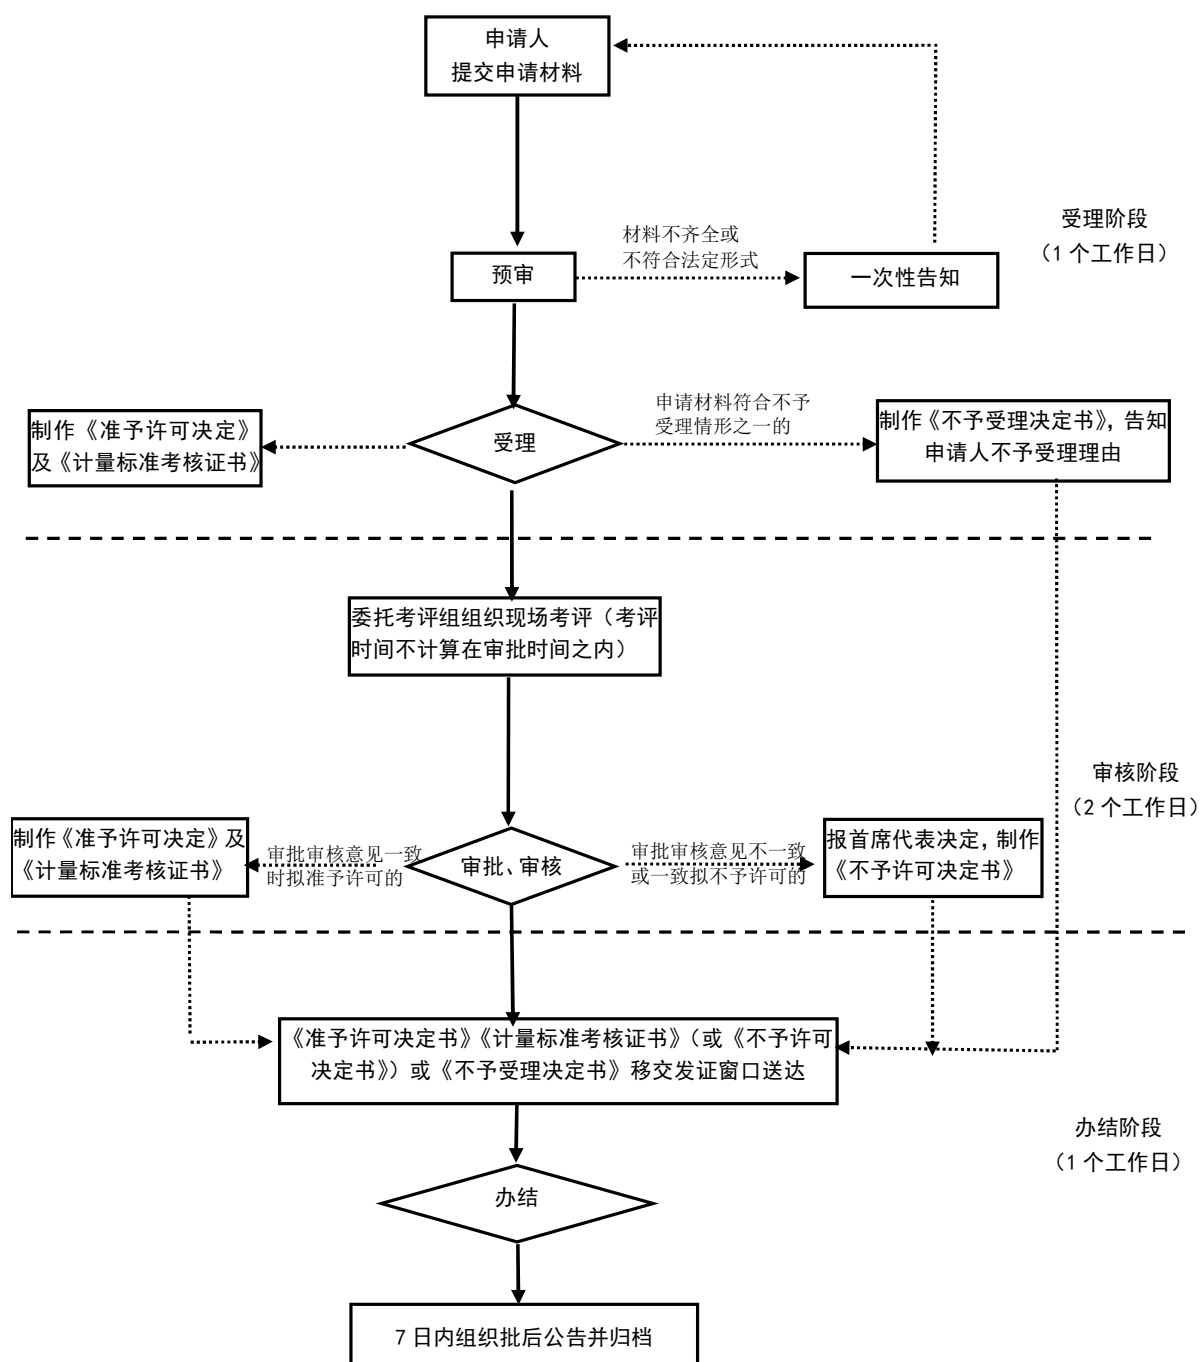 申请人
提交申请材料
受理阶段
（1 个工作日）
材料不齐全或
不符合法定形式
预审
一次性告知
申请材料符合不予
受理情形之一的
制作《准予许可决定》
及《计量标准考核证书》
受理
制作《不予受理决定书》，告知
申请人不予受理理由
委托考评组组织现场考评（考评
时间不计算在审批时间之内）
审核阶段
（2 个工作日）
制作《准予许可决定》及
《计量标准考核证书》
审批审核意见一致
时拟准予许可的
审批、审核
审批审核意见不一致
或一致拟不予许可的
报首席代表决定，制作
《不予许可决定书》
《准予许可决定书》《计量标准考核证书》（或《不予许可
决定书》）或《不予受理决定书》移交发证窗口送达
办结阶段
（1 个工作日）
办结
7 日内组织批后公告并归档